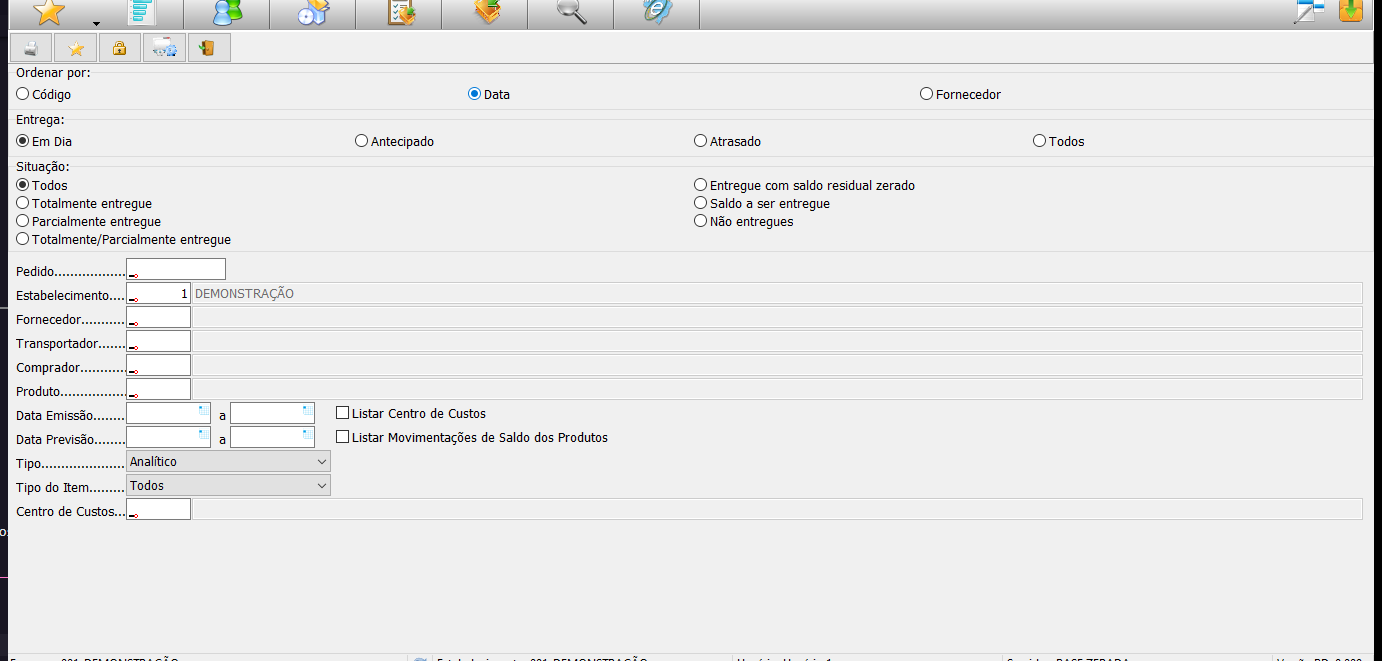 Ordenar por:
Código Data Fornecedor
Entrega:
Em Dia Antecipado Atrasado Todos
Situação:
Todos Entregue com saldo residual zerado
Totalmente entregue Saldo a ser entregue
Parcialmente entregue Não entregues
Totalmente/Parcialmente entregue
Pedido
Estabelecimento 1 DEMONSTRAÇÃO
Fornecedor
Transportador
Comprador
Produto
Data Emissão a Listar Centro de Custos
Data Previsão a Listar Movimentações de Saldo dos Produtos
Tipo Analítico
Tipo do Item Todos
Centro de Custos